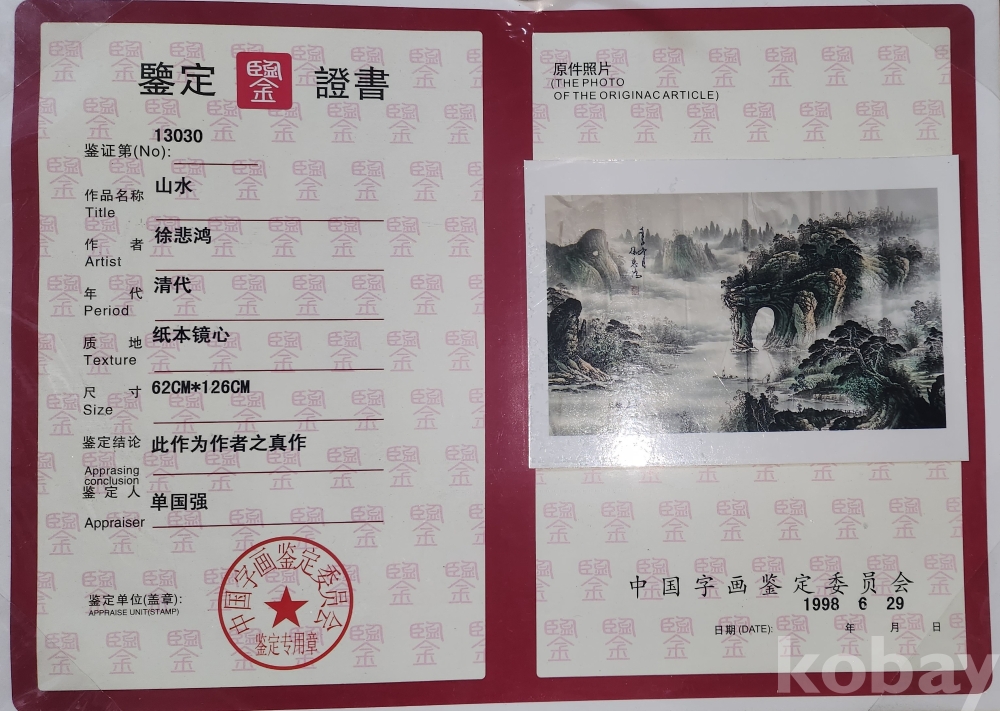 鑒定 鑒 證書
13030
鉴证第(No):
作品名称 山水
Title
作者 徐悲鸿
Artist
年代 清代
Period
质地 纸本镜心
Texture
尺寸 62CM*126CM
Size
鉴定结论 此作为作者之真作
Apprasing
conclusion
鉴定人 单国强
Appraiser
鉴定单位(盖章):
APPRAISE UNIT(STAMP)
中国字画鉴定委员会
鉴定专用章
原件照片
(THE PHOTO
OF THE ORIGINAC ARTICLE)
中国字画鉴定委员会
1998 6 29
日期(DATE): 年 月 日
kobay